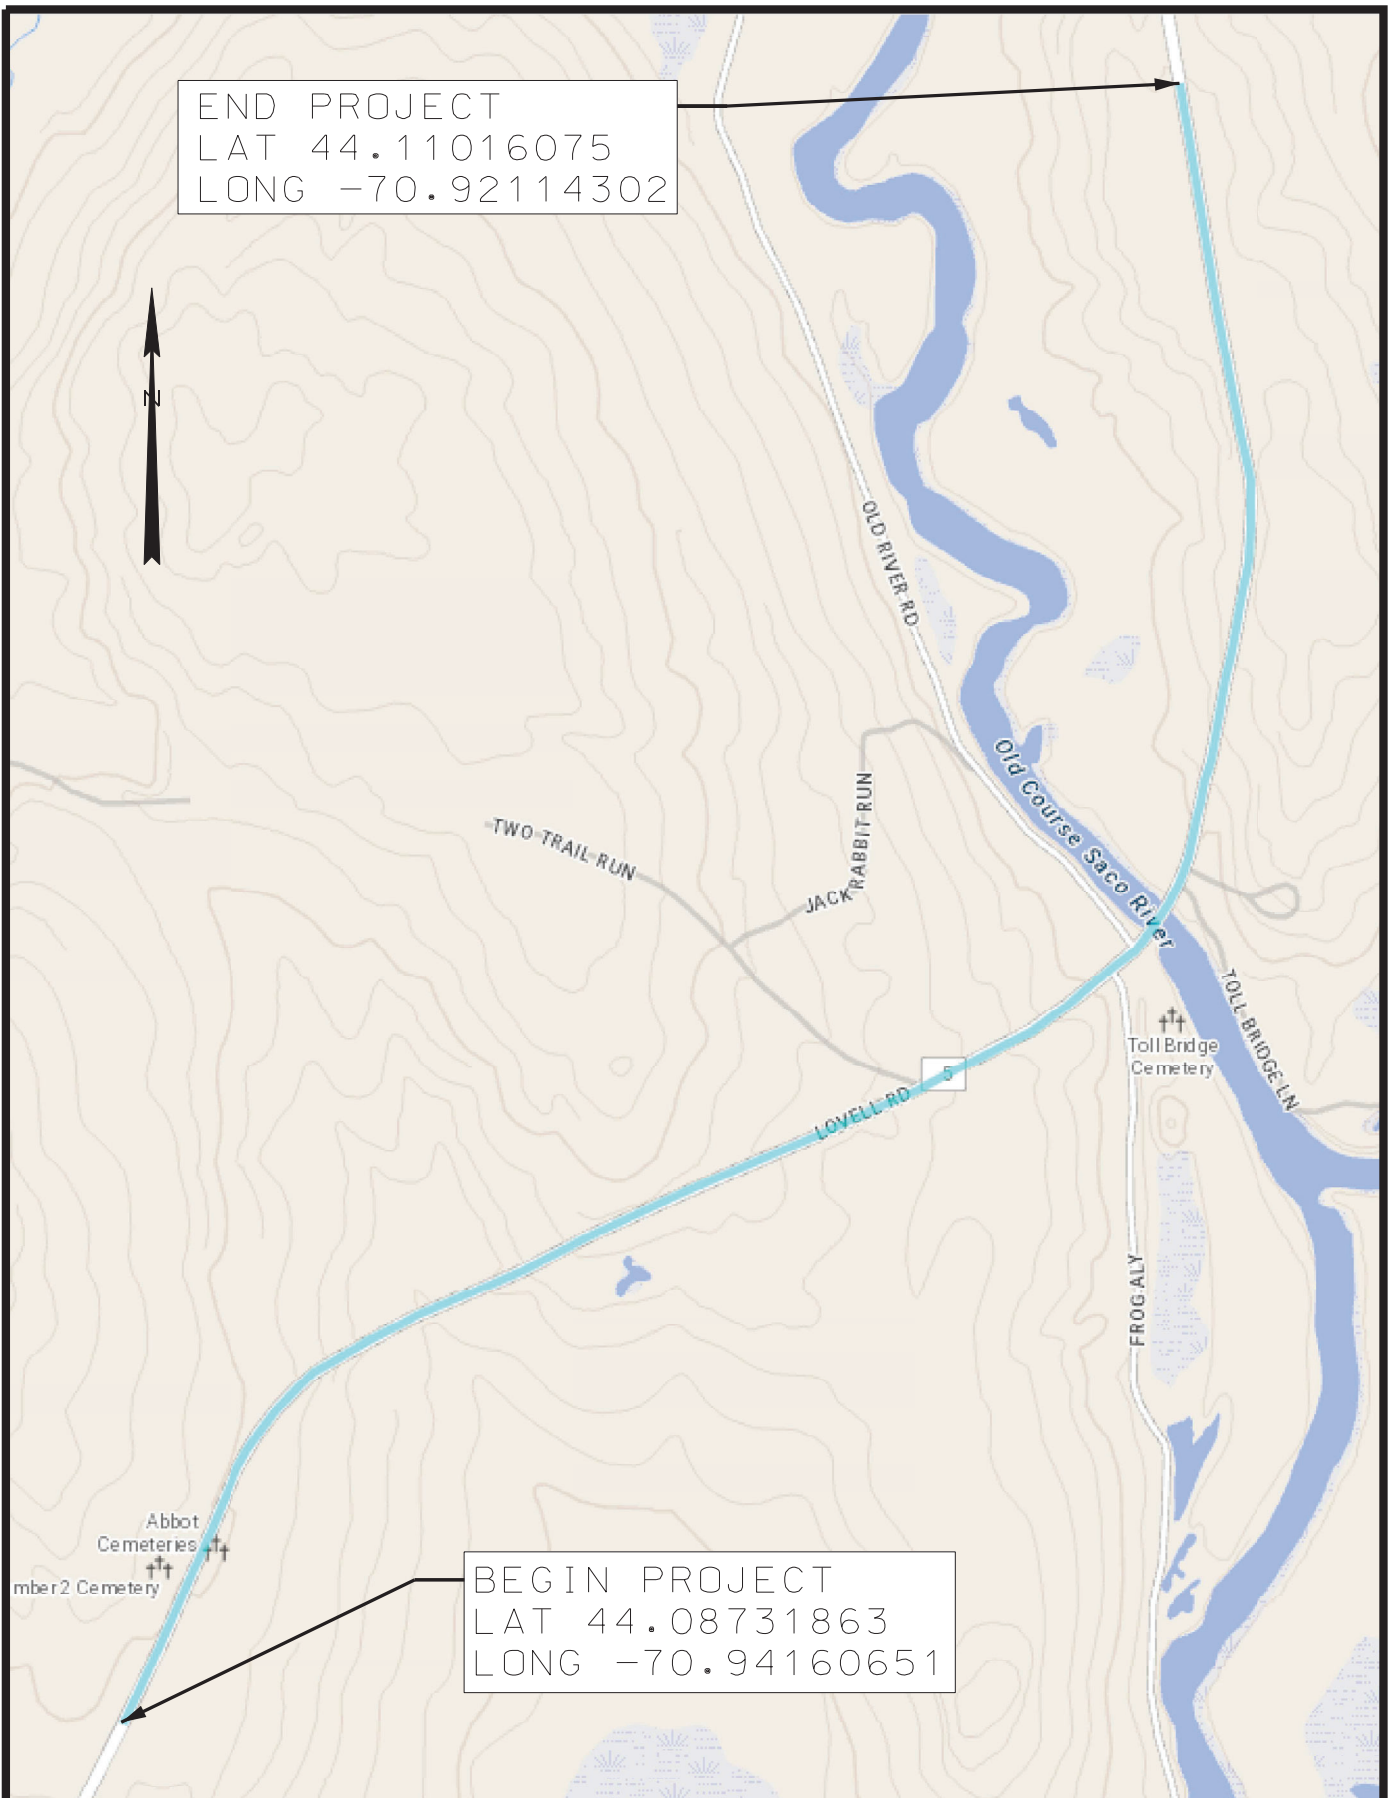 END PROJECT
LAT 44.11016075
LONG -70.92114302
N
OLD RIVER RD
Old Course Saco River
TWO TRAIL RUN
JACK RABBIT RUN
TOLL BRIDGE LN
Toll Bridge
Cemetery
5
LOVELL RD
FROG ALY
Abbot
Cemeteries
mber 2 Cemetery
BEGIN PROJECT
LAT 44.08731863
LONG -70.94160651